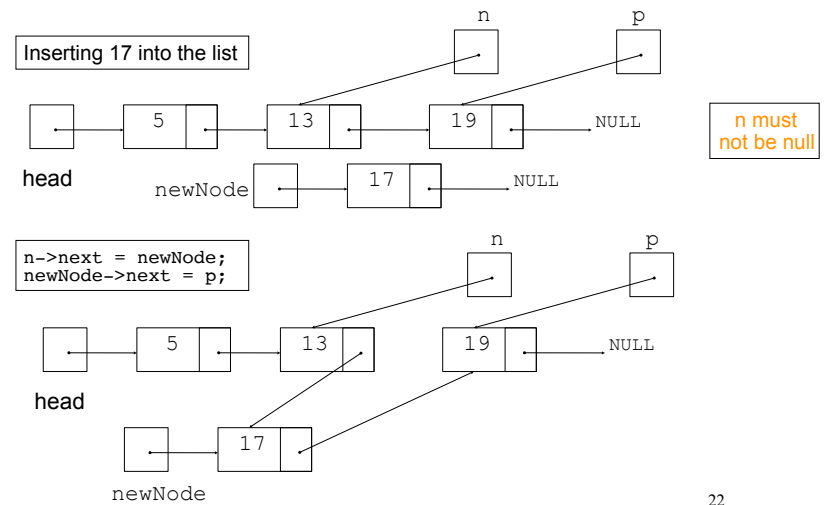 n
p
Inserting 17 into the list
5
13
19
NULL
n must
not be null
head
newNode
17
NULL
n->next = newNode;
newNode->next = p;
n
p
5
13
19
NULL
head
17
newNode
22